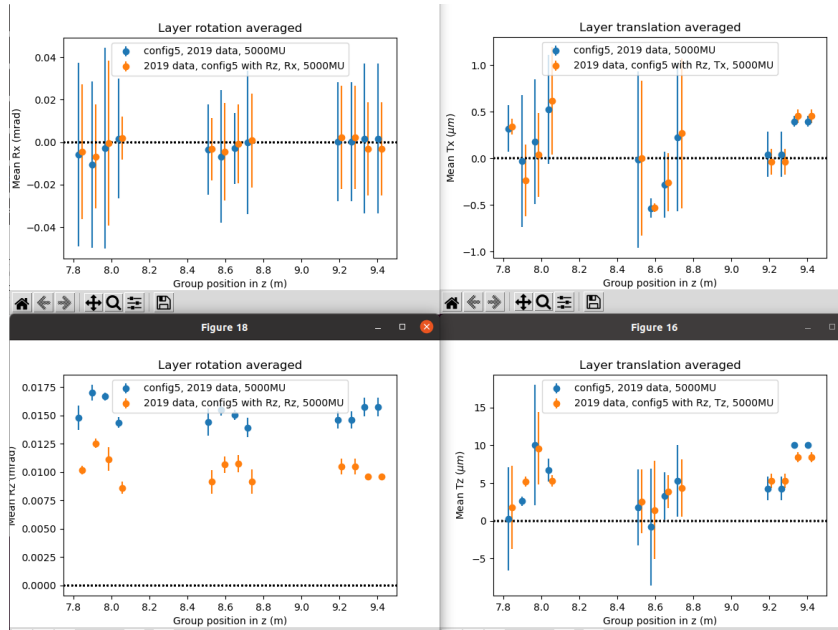 Layer rotation averaged
config5, 2019 data, 5000MU
2019 data, config5 with Rz, Rx, 5000MU
0.04
0.02
0.00
−0.02
−0.04
Mean Rx (mrad)
7.8 8.0 8.2 8.4 8.6 8.8 9.0 9.2 9.4
Group position in z (m)
Layer translation averaged
config5, 2019 data, 5000MU
2019 data, config5 with Rz, Tx, 5000MU
1.0
0.5
0.0
−0.5
−1.0
Mean Tx (μm)
7.8 8.0 8.2 8.4 8.6 8.8 9.0 9.2 9.4
Group position in z (m)
Figure 18
Layer rotation averaged
config5, 2019 data, 5000MU
2019 data, config5 with Rz, Rz, 5000MU
0.0175
0.0150
0.0125
0.0100
0.0075
0.0050
0.0025
0.0000
Mean Rz (mrad)
7.8 8.0 8.2 8.4 8.6 8.8 9.0 9.2 9.4
Group position in z (m)
Figure 16
Layer translation averaged
config5, 2019 data, 5000MU
2019 data, config5 with Rz, Tz, 5000MU
15
10
5
0
−5
Mean Tz (μm)
7.8 8.0 8.2 8.4 8.6 8.8 9.0 9.2 9.4
Group position in z (m)